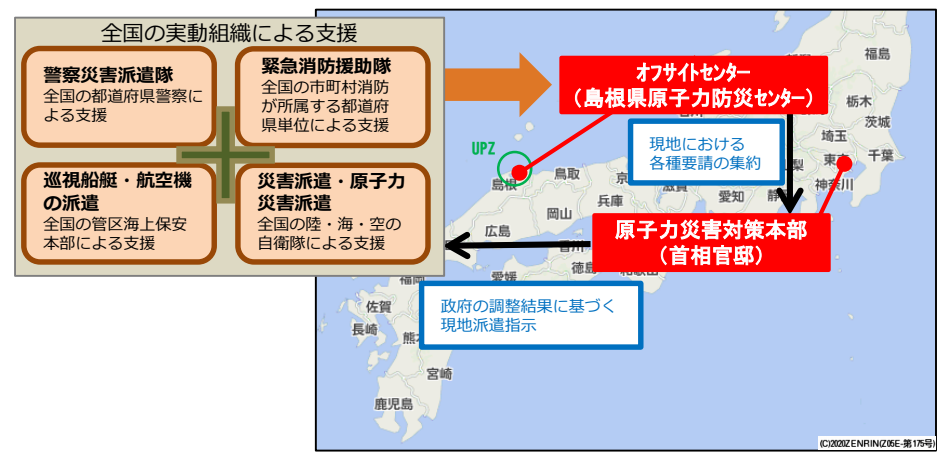 全国の実動組織による支援
警察災害派遣隊
全国の都道府県警察に
よる支援
緊急消防援助隊
全国の市町村消防
が所属する都道府
県単位による支援
巡視船艇・航空機
の派遣
全国の管区海上保安
本部による支援
災害派遣・原子力
災害派遣
全国の陸・海・空の
自衛隊による支援
オフサイトセンター
（島根県原子力防災センター）
現地における
各種要請の集約
原子力災害対策本部
（首相官邸）
政府の調整結果に基づく
現地派遣指示
UPZ
福島
栃木
茨城
埼玉
千葉
神奈川
愛知
鳥取
島根
兵庫
岡山
広島
徳島
愛媛
福岡
佐賀
長崎
宮崎
鹿児島
(C)2020ZENRIN(Z05E-第175号)